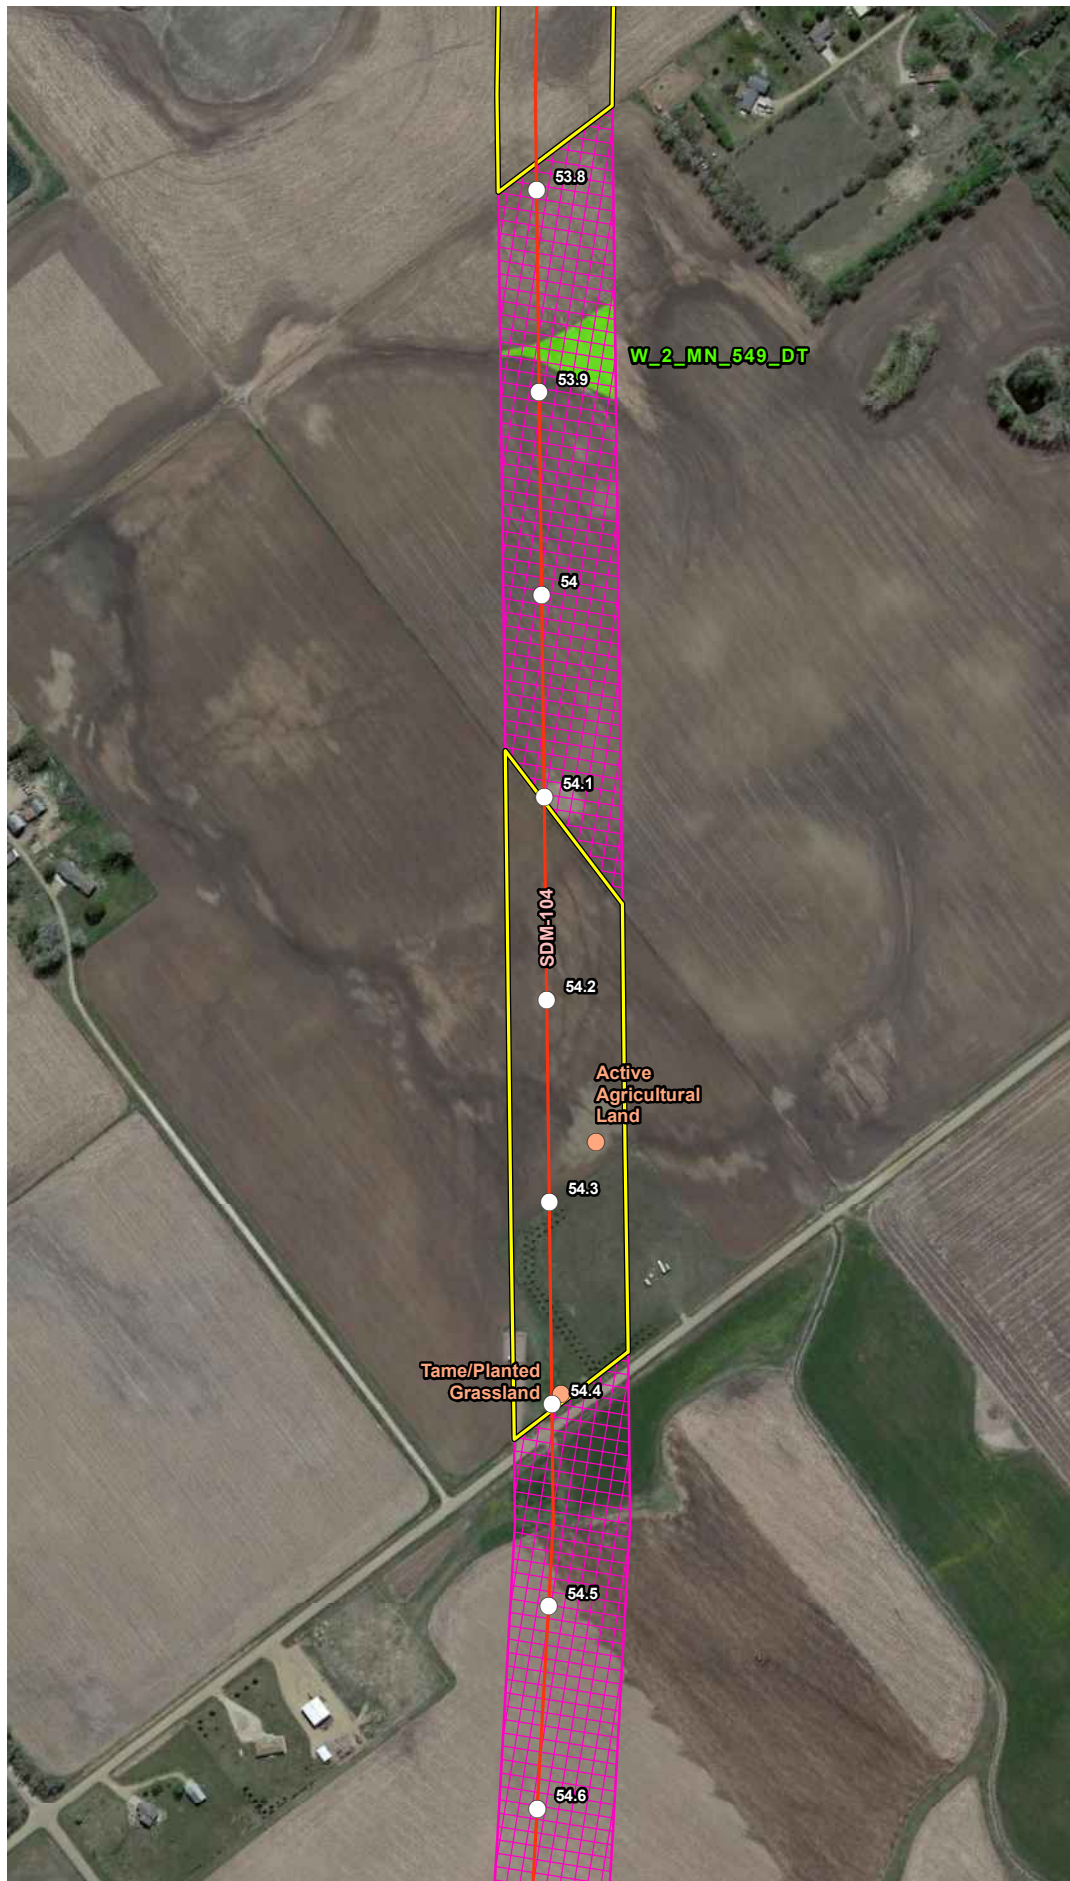 53.8
W_2_MN_549_DT
53.9
54
54.1
SDM-104
54.2
Active
Agricultural
Land
54.3
Tame/Planted
Grassland
54.4
54.5
54.6